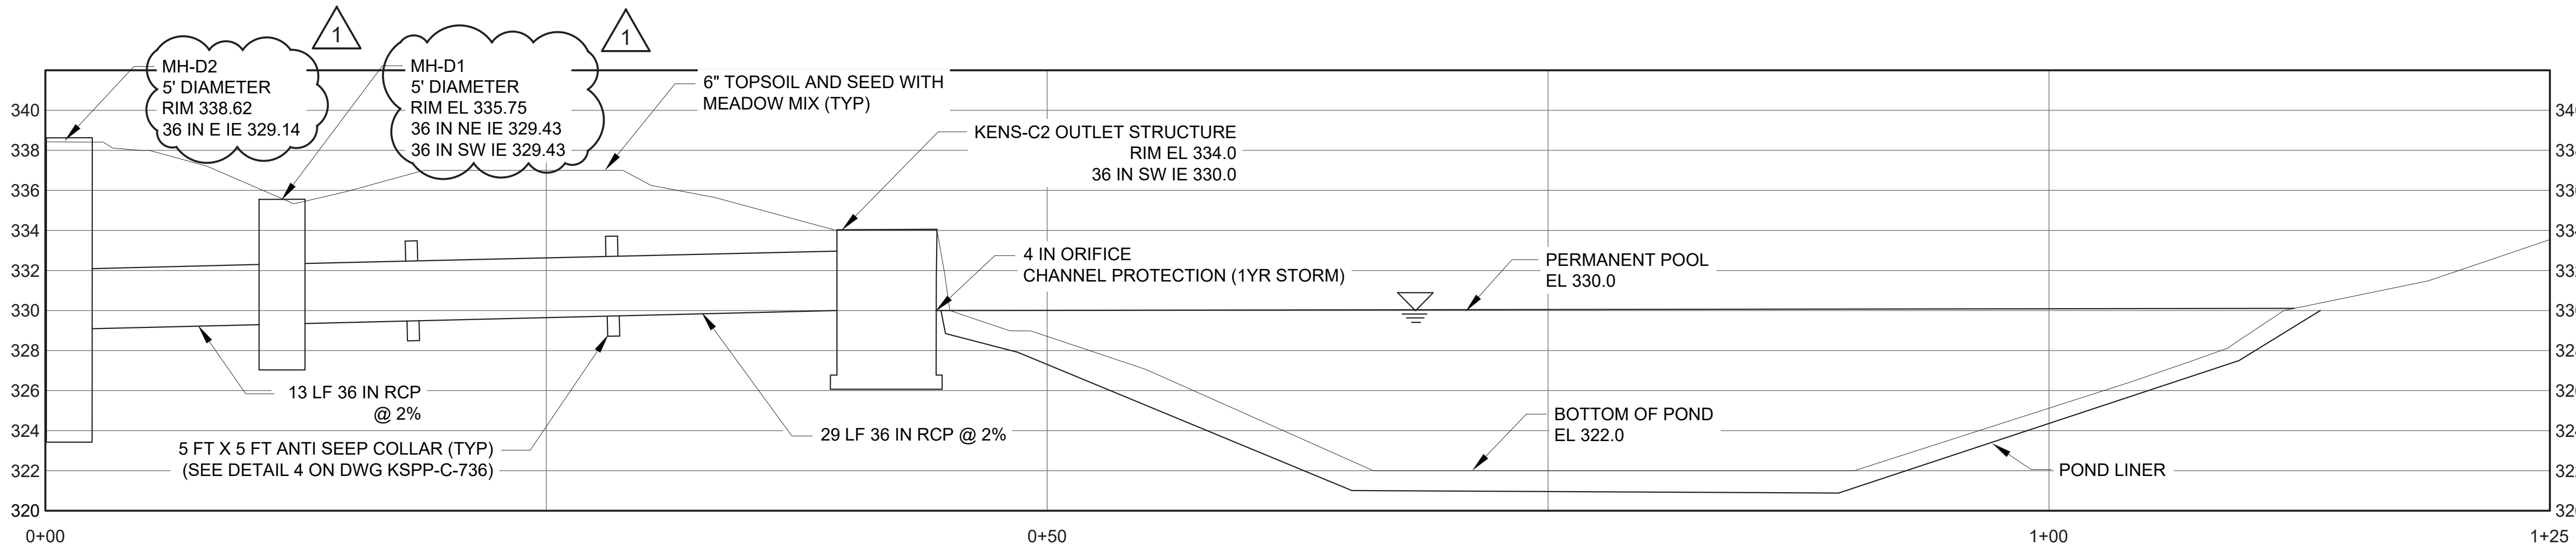 1
1
MH-D2
5' DIAMETER
RIM 338.62
36 IN E IE 329.14
MH-D1
5' DIAMETER
RIM EL 335.75
36 IN NE IE 329.43
36 IN SW IE 329.43
6" TOPSOIL AND SEED WITH
MEADOW MIX (TYP)
KENS-C2 OUTLET STRUCTURE
RIM EL 334.0
36 IN SW IE 330.0
4 IN ORIFICE
CHANNEL PROTECTION (1YR STORM)
PERMANENT POOL
EL 330.0
13 LF 36 IN RCP
@ 2%
5 FT X 5 FT ANTI SEEP COLLAR (TYP)
(SEE DETAIL 4 ON DWG KSPP-C-736)
29 LF 36 IN RCP @ 2%
BOTTOM OF POND
EL 322.0
POND LINER
340
338
336
334
332
330
328
326
324
322
320
0+00
0+50
1+00
1+25